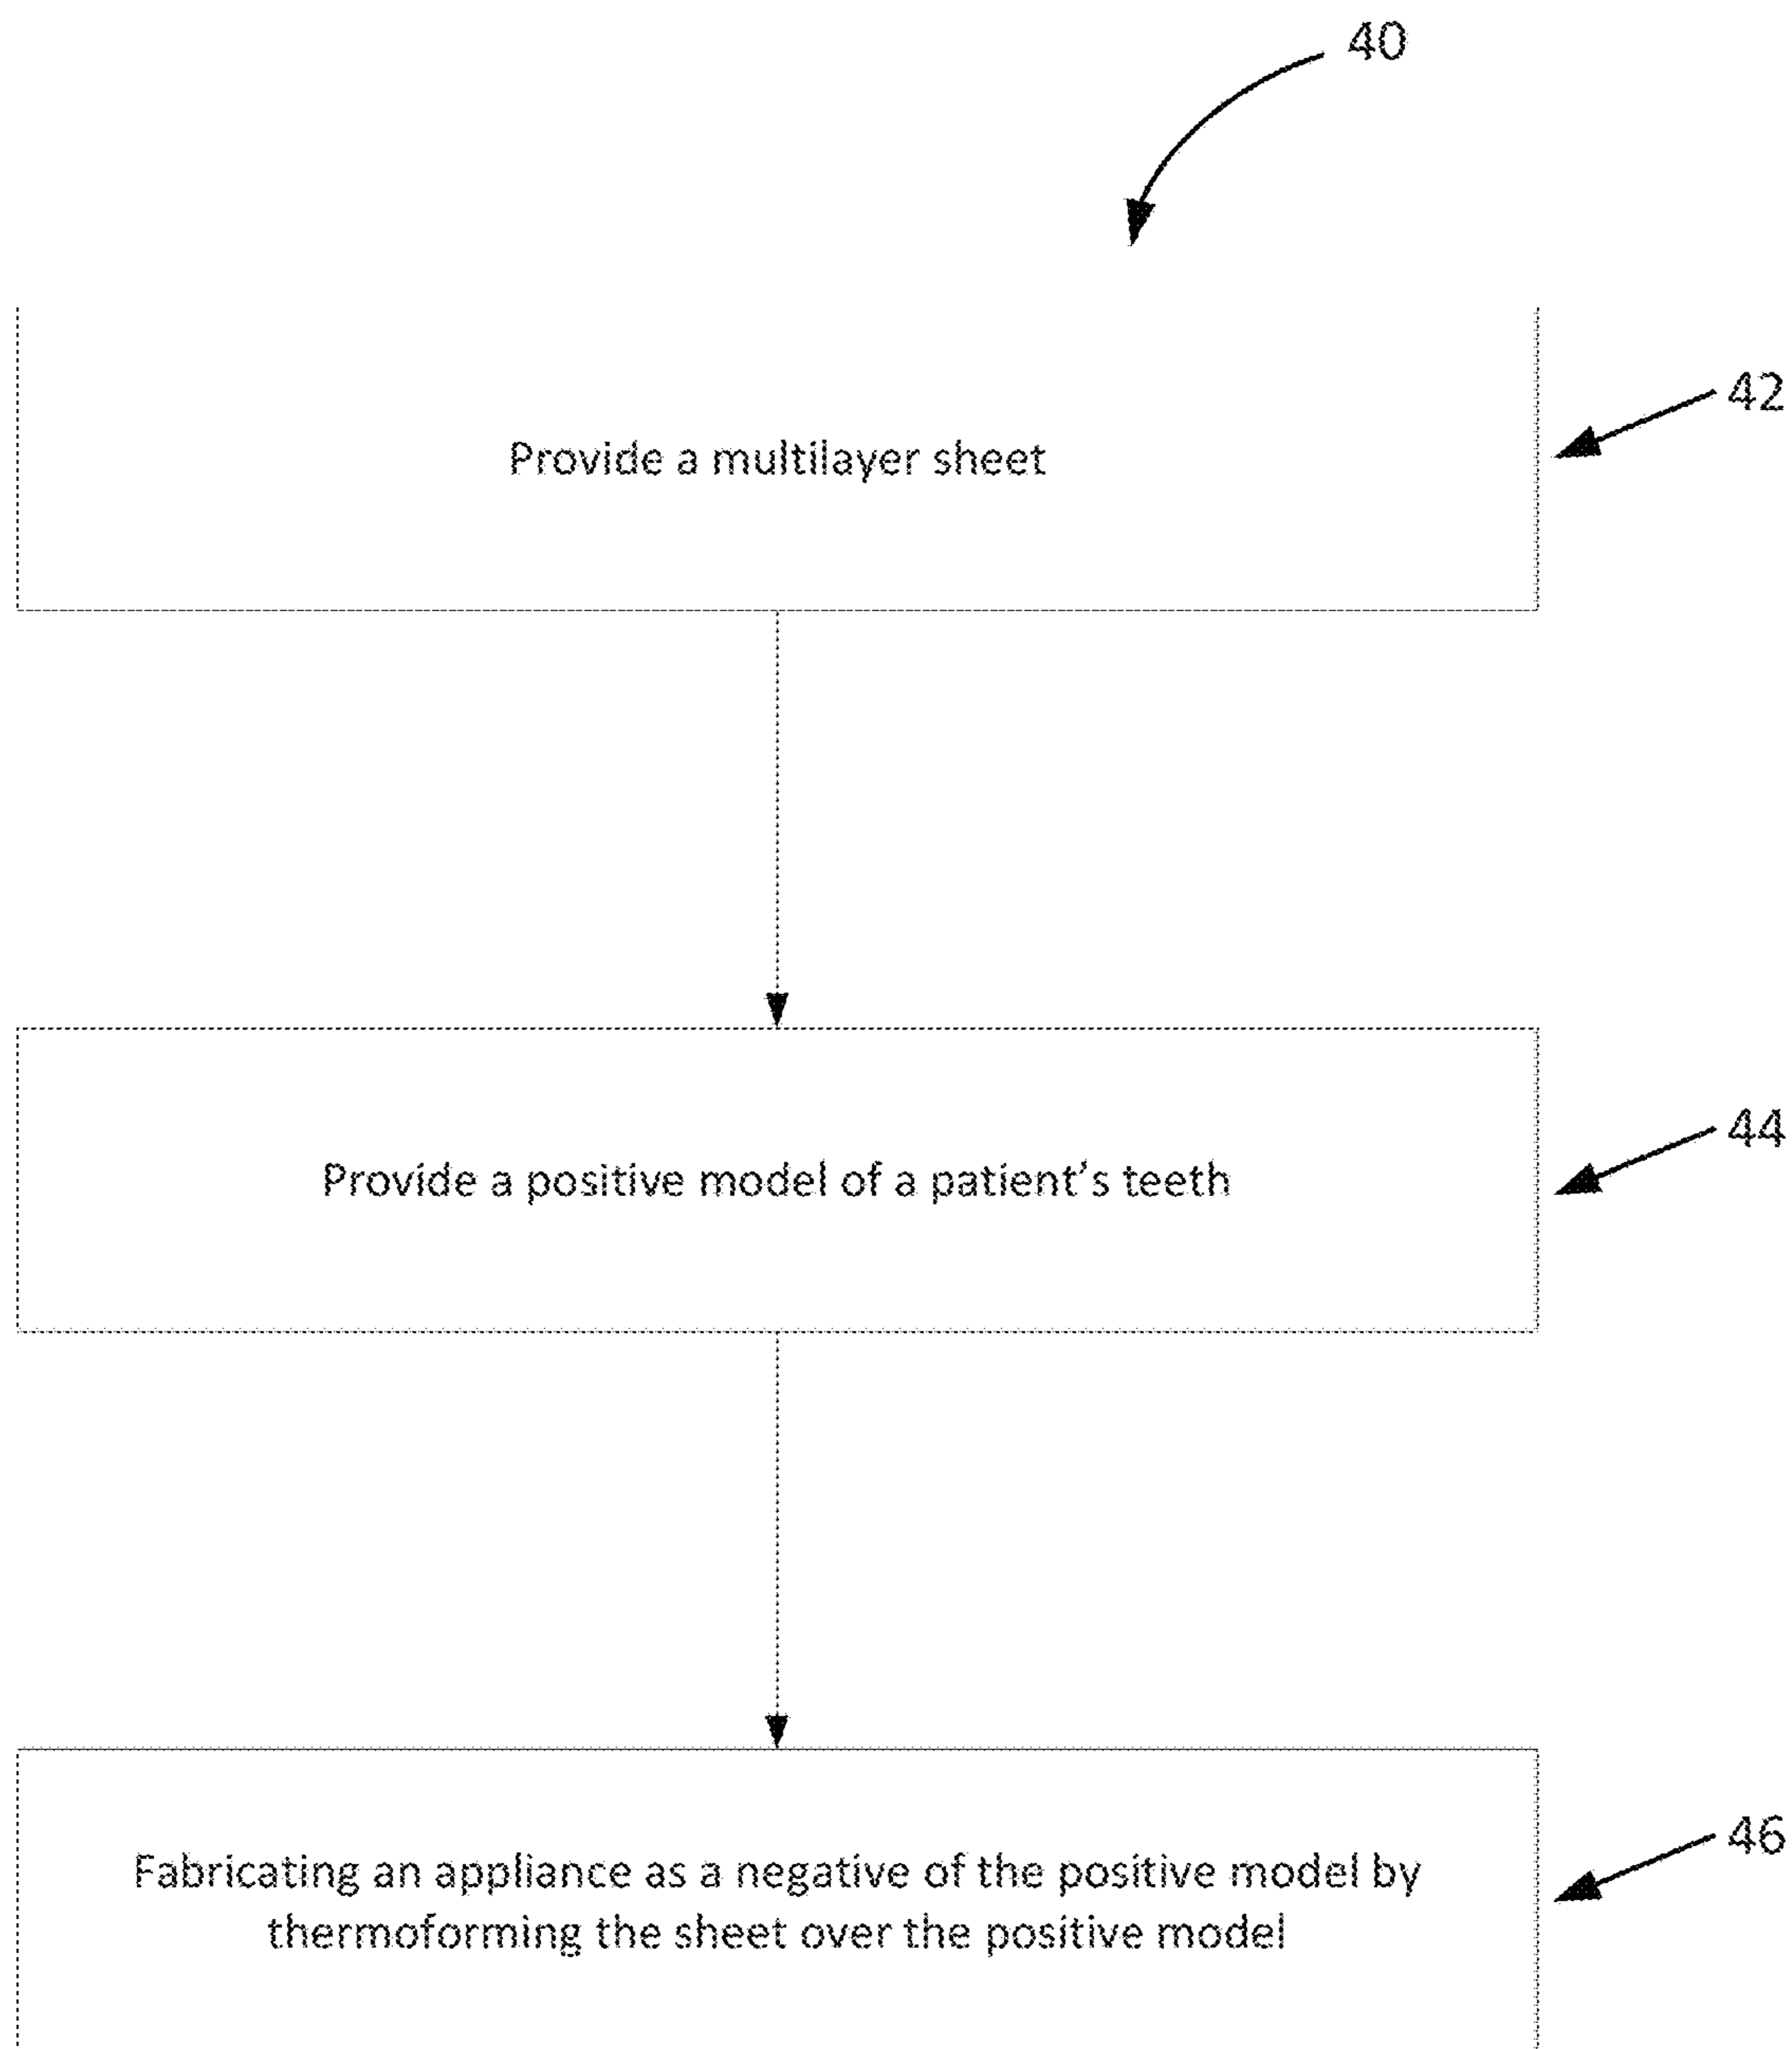 40
42
Provide a multilayer sheet
44
Provide a positive model of a patient’s teeth
46
Fabricating an appliance as a negative of the positive model by
thermoforming the sheet over the positive model